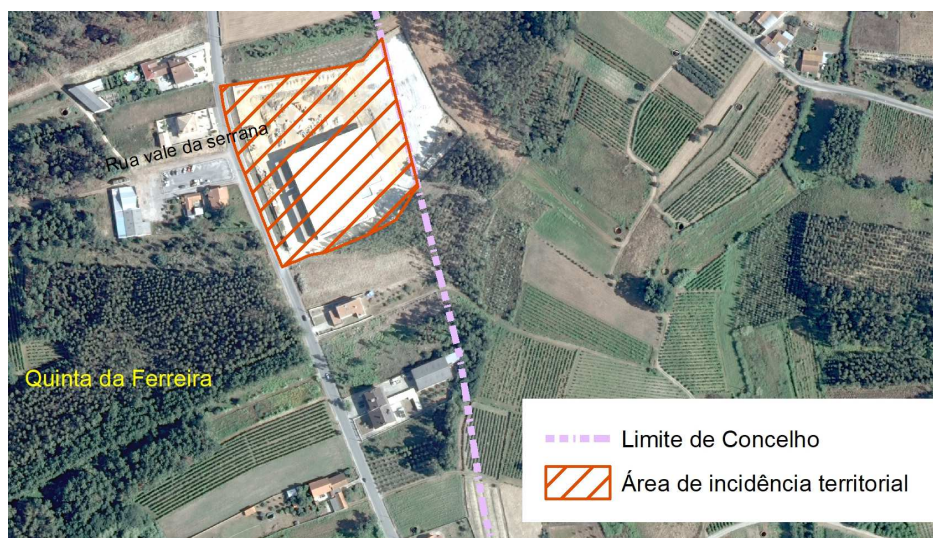 Rua vale da serrana
Quinta da Ferreira
Limite de Concelho
Área de incidência territorial